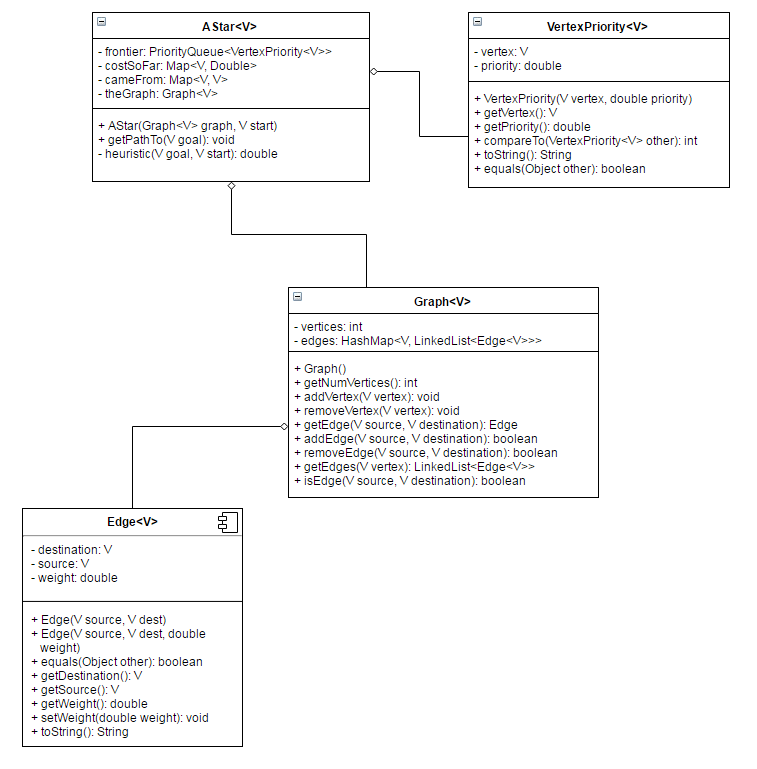 AStar<V>
- frontier: PriorityQueue<VertexPriority<V>>
- costSoFar: Map<V, Double>
- cameFrom: Map<V, V>
- theGraph: Graph<V>
+ AStar(Graph<V> graph, V start)
+ getPathTo(V goal): void
- heuristic(V goal, V start): double
VertexPriority<V>
- vertex: V
- priority: double
+ VertexPriority(V vertex, double priority)
+ getVertex(): V
+ getPriority(): double
+ compareTo(VertexPriority<V> other): int
+ toString(): String
+ equals(Object other): boolean
Graph<V>
- vertices: int
- edges: HashMap<V, LinkedList<Edge<V>>>
+ Graph()
+ getNumVertices(): int
+ addVertex(V vertex): void
+ removeVertex(V vertex): void
+ getEdge(V source, V destination): Edge
+ addEdge(V source, V destination): boolean
+ removeEdge(V source, V destination): boolean
+ getEdges(V vertex): LinkedList<Edge<V>>
+ isEdge(V source, V destination): boolean
Edge<V>
- destination: V
- source: V
- weight: double
+ Edge(V source, V dest)
+ Edge(V source, V dest, double
weight)
+ equals(Object other): boolean
+ getDestination(): V
+ getSource(): V
+ getWeight(): double
+ setWeight(double weight): void
+ toString(): String